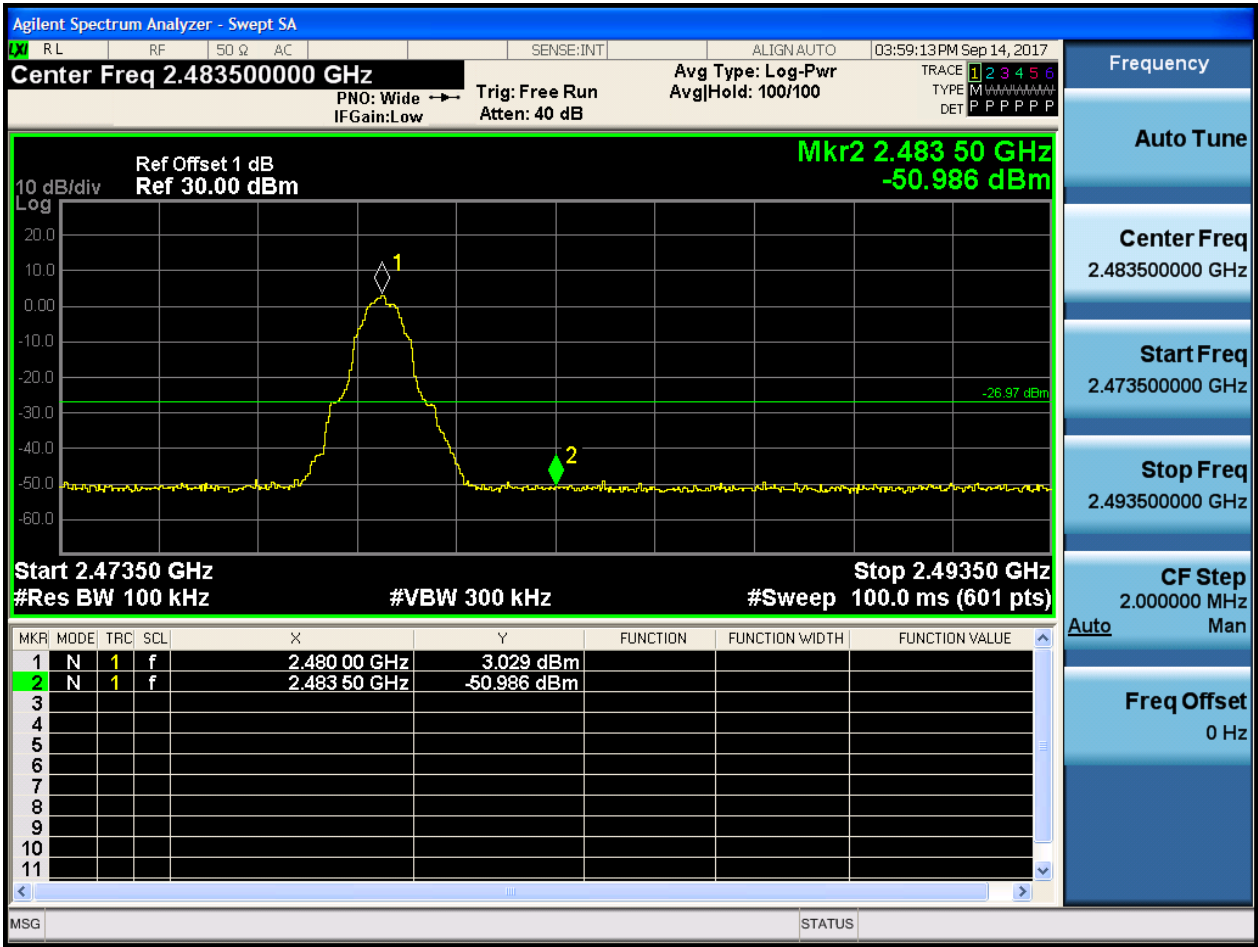 Agilent Spectrum Analyzer - Swept SA
LXI RL RF 50 Ω AC SENSE:INT ALIGN AUTO 03:59:13 PM Sep 14, 2017
Center Freq 2.483500000 GHz
PNO: Wide
IFGain:Low
Trig: Free Run
Atten: 40 dB
Avg Type: Log-Pwr
Avg|Hold: 100/100
TRACE 1 2 3 4 5 6
TYPE M
DET P P P P P P
Ref Offset 1 dB
Ref 30.00 dBm
10 dB/div
Log
Mkr2 2.483 50 GHz
-50.986 dBm
20.0
10.0
0.00
-10.0
-20.0
-30.0
-40.0
-50.0
-60.0
1
2
-26.97 dBm
Start 2.47350 GHz Stop 2.49350 GHz
#Res BW 100 kHz #VBW 300 kHz #Sweep 100.0 ms (601 pts)
MKR MODE TRC SCL X Y FUNCTION FUNCTION WIDTH FUNCTION VALUE
1 N 1 f 2.480 00 GHz 3.029 dBm
2 N 1 f 2.483 50 GHz -50.986 dBm
3
4
5
6
7
8
9
10
11
MSG STATUS
Frequency
Auto Tune
Center Freq
2.483500000 GHz
Start Freq
2.473500000 GHz
Stop Freq
2.493500000 GHz
CF Step
2.000000 MHz
Auto Man
Freq Offset
0 Hz